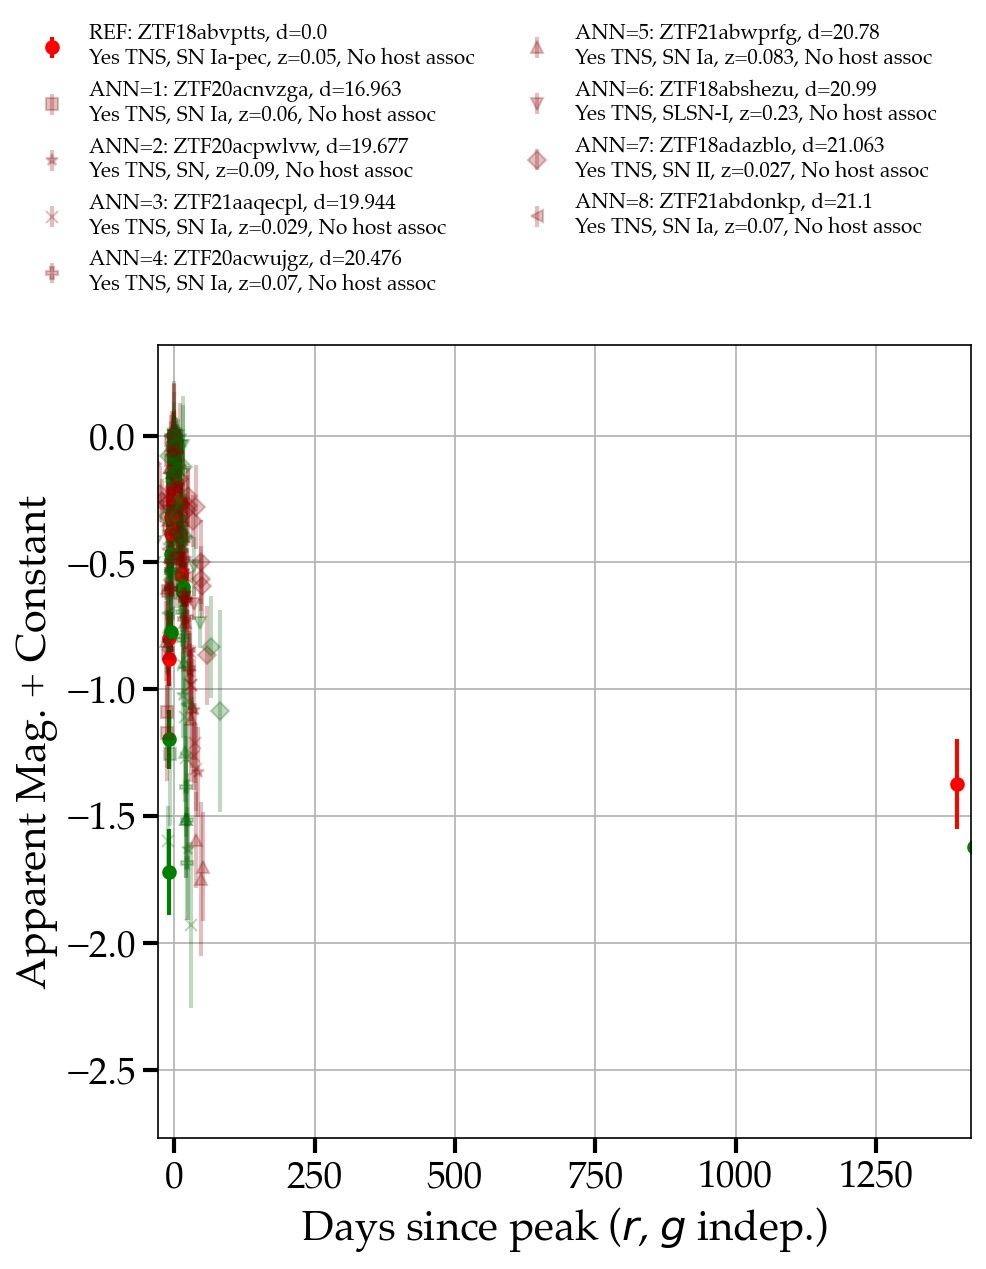 REF: ZTF18abvptts, d=0.0
Yes TNS, SN Ia-pec, z=0.05, No host assoc
ANN=1: ZTF20acnvzga, d=16.963
Yes TNS, SN Ia, z=0.06, No host assoc
ANN=2: ZTF20acpwlvw, d=19.677
Yes TNS, SN, z=0.09, No host assoc
ANN=3: ZTF21aaqecpl, d=19.944
Yes TNS, SN Ia, z=0.029, No host assoc
ANN=4: ZTF20acwujgz, d=20.476
Yes TNS, SN Ia, z=0.07, No host assoc
ANN=5: ZTF21abwprfg, d=20.78
Yes TNS, SN Ia, z=0.083, No host assoc
ANN=6: ZTF18abshezu, d=20.99
Yes TNS, SLSN-I, z=0.23, No host assoc
ANN=7: ZTF18adazblo, d=21.063
Yes TNS, SN II, z=0.027, No host assoc
ANN=8: ZTF21abdonkp, d=21.1
Yes TNS, SN Ia, z=0.07, No host assoc
Apparent Mag. + Constant
0.0
−0.5
−1.0
−1.5
−2.0
−2.5
0 250 500 750 1000 1250
Days since peak (r, g indep.)